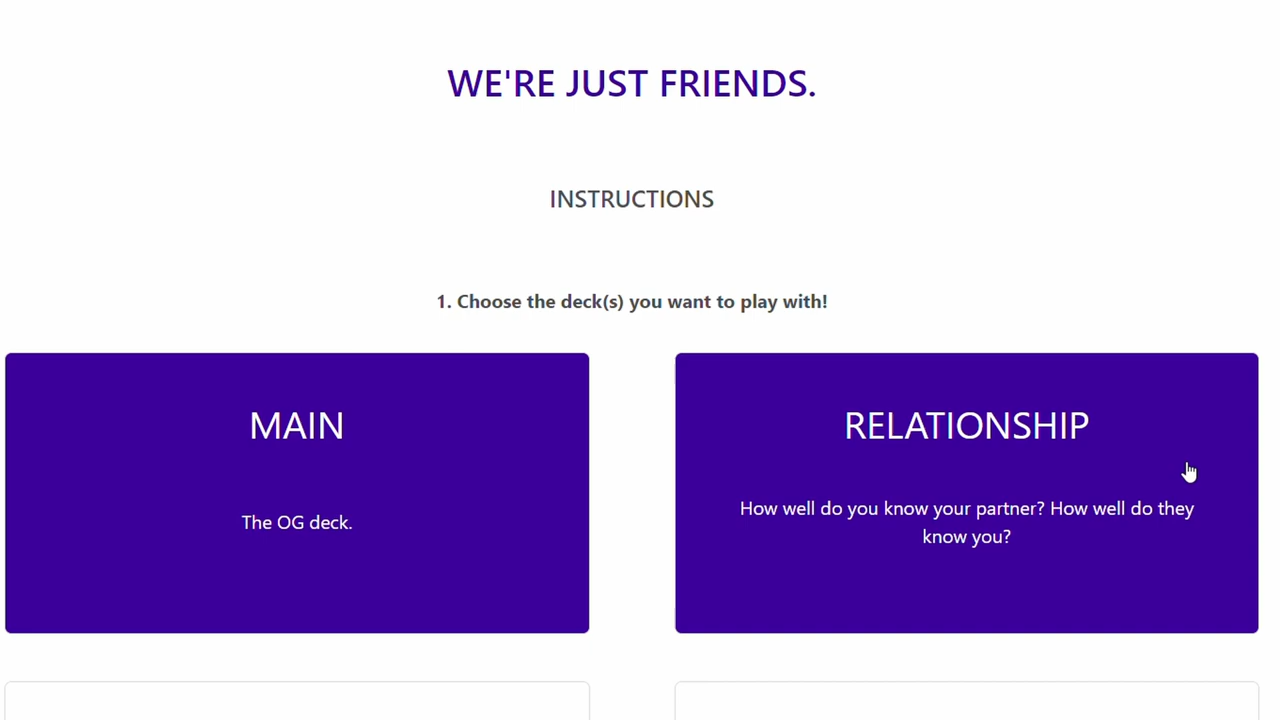 WE'RE JUST FRIENDS.
INSTRUCTIONS
1. Choose the deck(s) you want to play with!
MAIN
The OG deck.
RELATIONSHIP
How well do you know your partner? How well do they
know you?